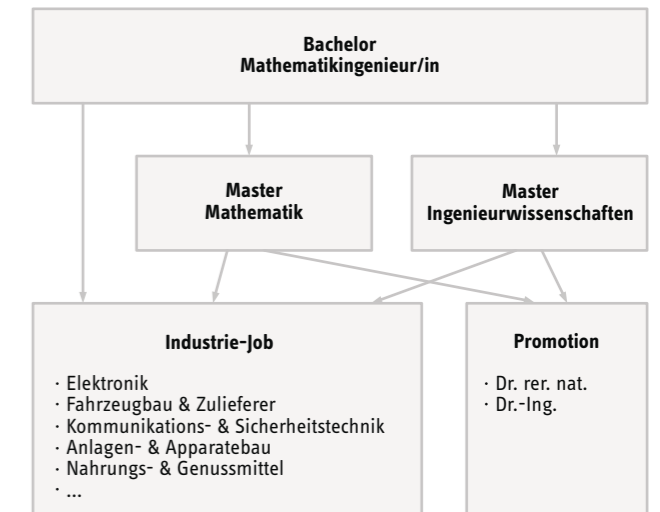 Bachelor
Mathematikingenieur/in
Master
Mathematik
Master
Ingenieurwissenschaften
Industrie-Job
· Elektronik
· Fahrzeugbau & Zulieferer
· Kommunikations- & Sicherheitstechnik
· Anlagen- & Apparatebau
· Nahrungs- & Genussmittel
· ...
Promotion
· Dr. rer. nat.
· Dr.-Ing.